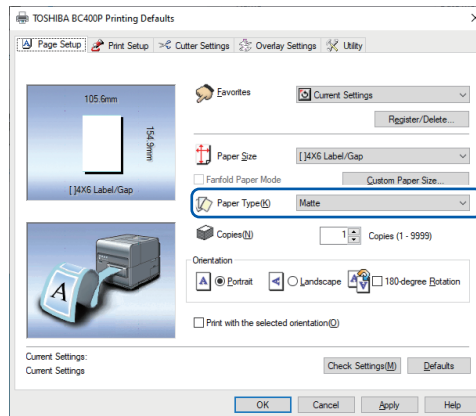 TOSHIBA BC400P Printing Defaults
Page Setup Print Setup Cutter Settings Overlay Settings Utility
105.6mm
154.9mm
[ ]4X6 Label/Gap
Favorites Current Settings
Register/Delete...
Paper Size [ ]4X6 Label/Gap
Fanfold Paper Mode Custom Paper Size...
Paper Type(K) Matte
Copies(N) 1 Copies (1 - 9999)
Orientation
A Portrait A Landscape A A 180-degree Rotation
Print with the selected orientation(O)
A
Current Settings:
Current Settings
Check Settings(M) Defaults
OK Cancel Apply Help